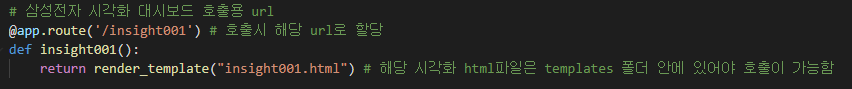 # 삼성전자 시각화 대시보드 호출용 url
@app.route('/insight001') # 호출시 해당 url로 할당
def insight001():
    return render_template("insight001.html") # 해당 시각화 html파일은 templates 폴더 안에 있어야 호출이 가능함